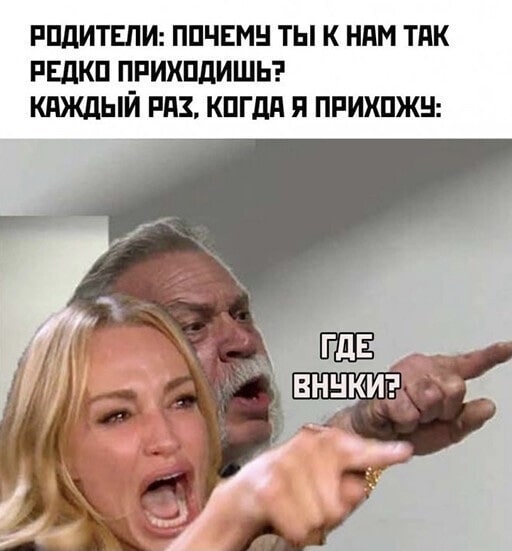 РОДИТЕЛИ: ПОЧЕМУ ТЫ К НАМ ТАК
РЕДКО ПРИХОДИШЬ?
КАЖДЫЙ РАЗ, КОГДА Я ПРИХОЖУ:
ГДЕ
ВНУКИ?